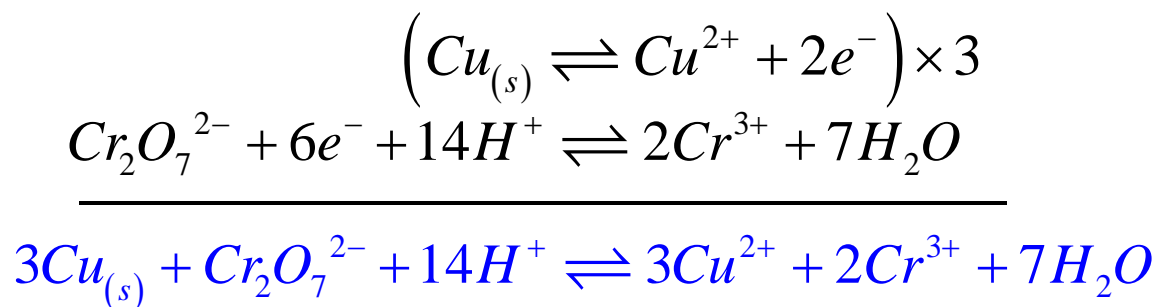 (Cu₍ₛ₎ ⇌ Cu²⁺ + 2e⁻) × 3
Cr₂O₇²⁻ + 6e⁻ + 14H⁺ ⇌ 2Cr³⁺ + 7H₂O
3Cu₍ₛ₎ + Cr₂O₇²⁻ + 14H⁺ ⇌ 3Cu²⁺ + 2Cr³⁺ + 7H₂O